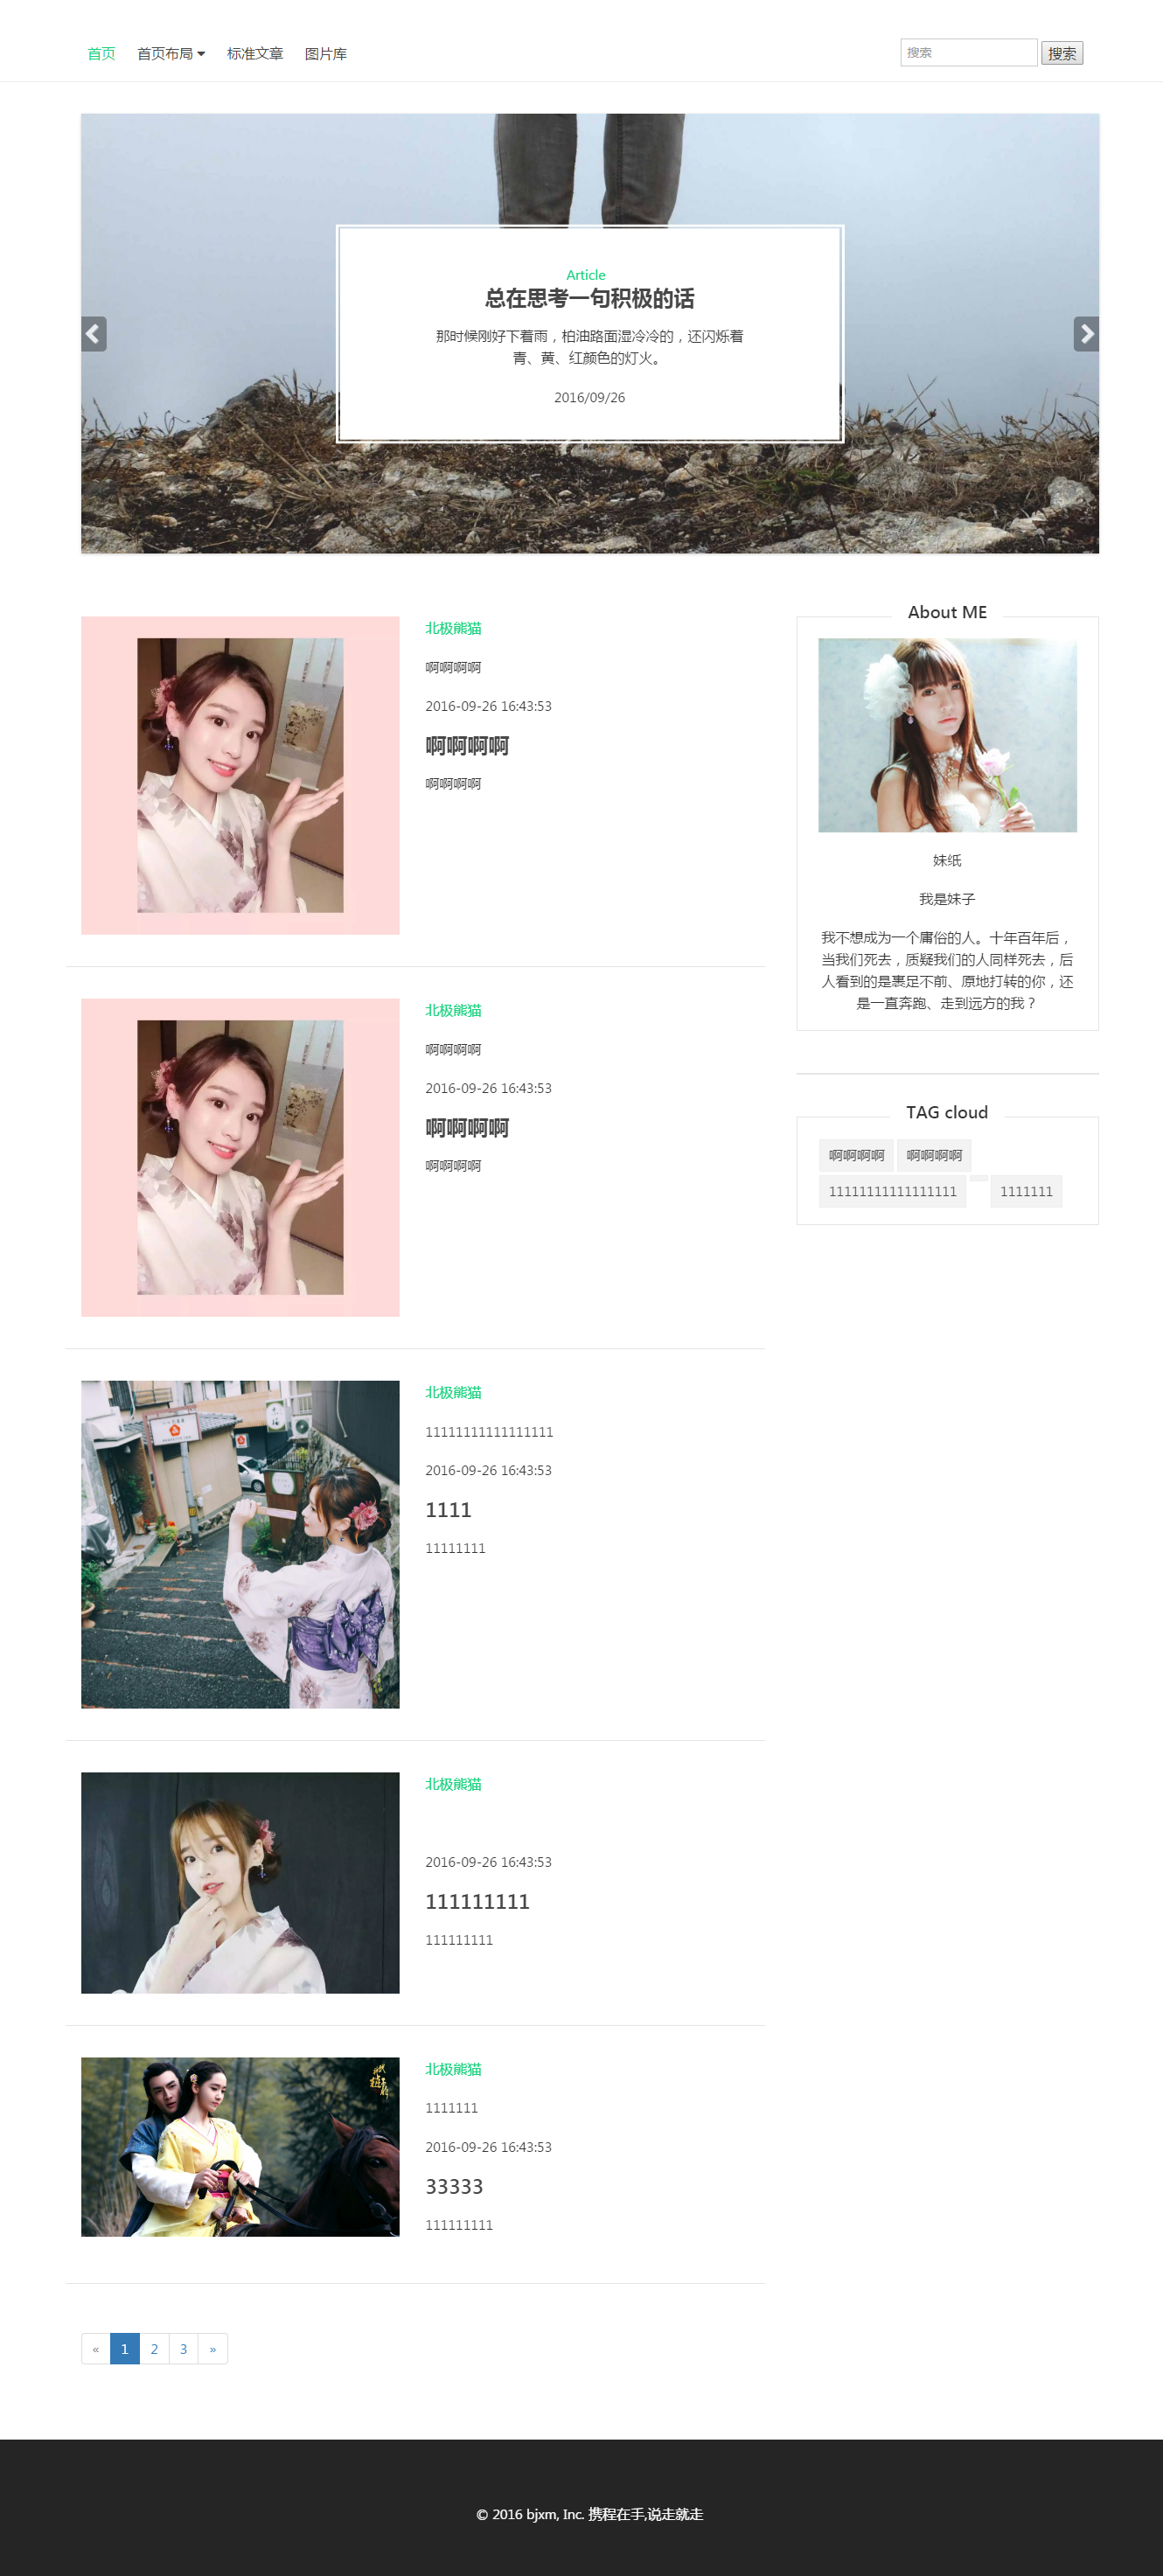 首页 首页布局 标准文章 图片库 搜索 搜索
Article
总在思考一句积极的话
那时候刚好下着雨，柏油路面湿冷冷的，还闪烁着
青、黄、红颜色的灯火。
2016/09/26
北极熊猫
啊啊啊啊
2016-09-26 16:43:53
啊啊啊啊
啊啊啊啊
北极熊猫
啊啊啊啊
2016-09-26 16:43:53
啊啊啊啊
啊啊啊啊
北极熊猫
11111111111111111
2016-09-26 16:43:53
1111
11111111
北极熊猫
2016-09-26 16:43:53
111111111
111111111
北极熊猫
1111111
2016-09-26 16:43:53
33333
111111111
« 1 2 3 »
About ME
妹纸
我是妹子
我不想成为一个庸俗的人。十年百年后，
当我们死去，质疑我们的人同样死去，后
人看到的是裹足不前、原地打转的你，还
是一直奔跑、走到远方的我？
TAG cloud
啊啊啊啊 啊啊啊啊
11111111111111111 1111111
© 2016 bjxm, Inc. 携程在手,说走就走